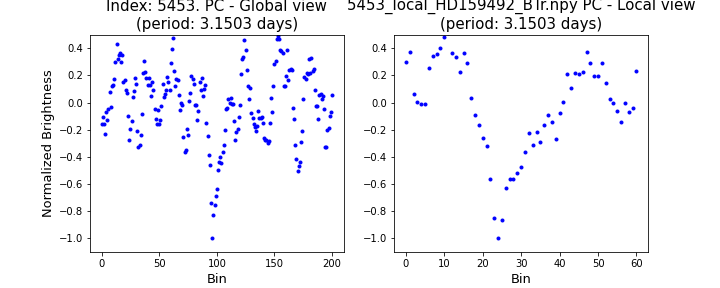 Index: 5453. PC - Global view
(period: 3.1503 days)
5453_local_HD159492_BTr.npy PC - Local view
(period: 3.1503 days)
Normalized Brightness
0.4
0.2
0.0
−0.2
−0.4
−0.6
−0.8
−1.0
0 50 100 150 200
Bin
0.4
0.2
0.0
−0.2
−0.4
−0.6
−0.8
−1.0
0 10 20 30 40 50 60
Bin